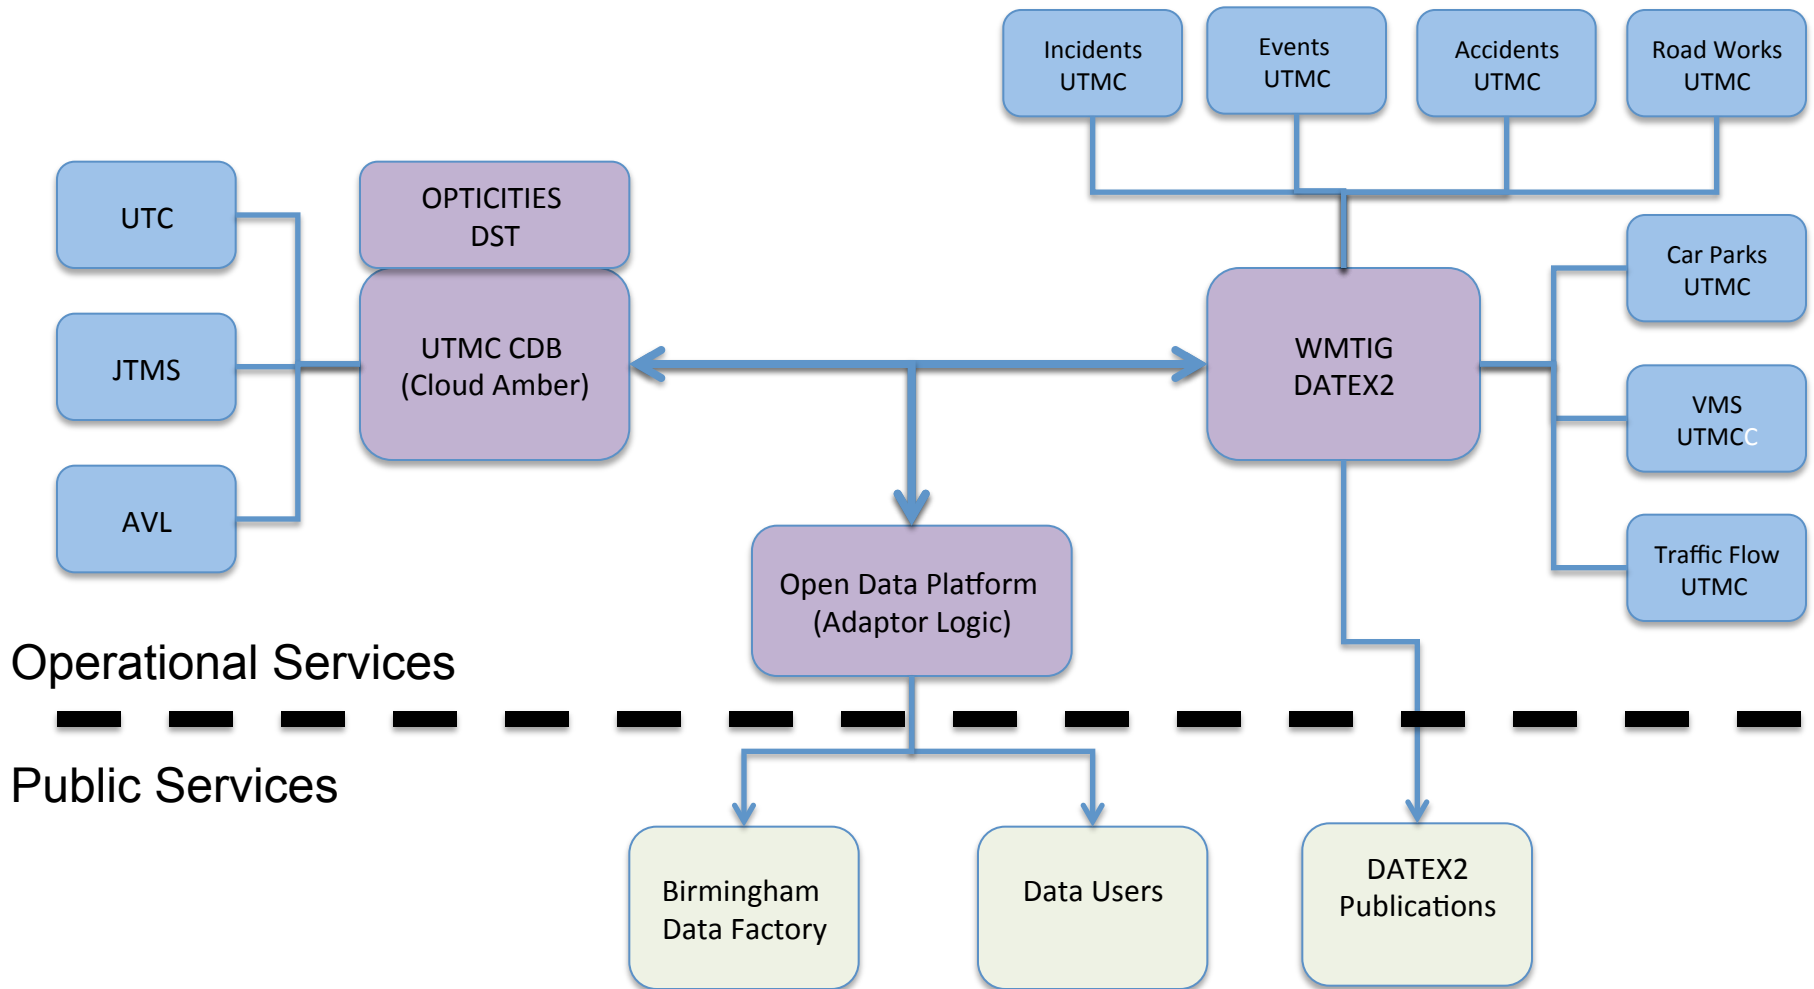 Incidents
UTMC
Events
UTMC
Accidents
UTMC
Road Works
UTMC
UTC
OPTICITIES
DST
Car Parks
UTMC
JTMS
UTMC CDB
(Cloud Amber)
WMTIG
DATEX2
VMS
UTMCC
AVL
Open Data Platform
(Adaptor Logic)
Traffic Flow
UTMC
Operational Services
Public Services
Birmingham
Data Factory
Data Users
DATEX2
Publications